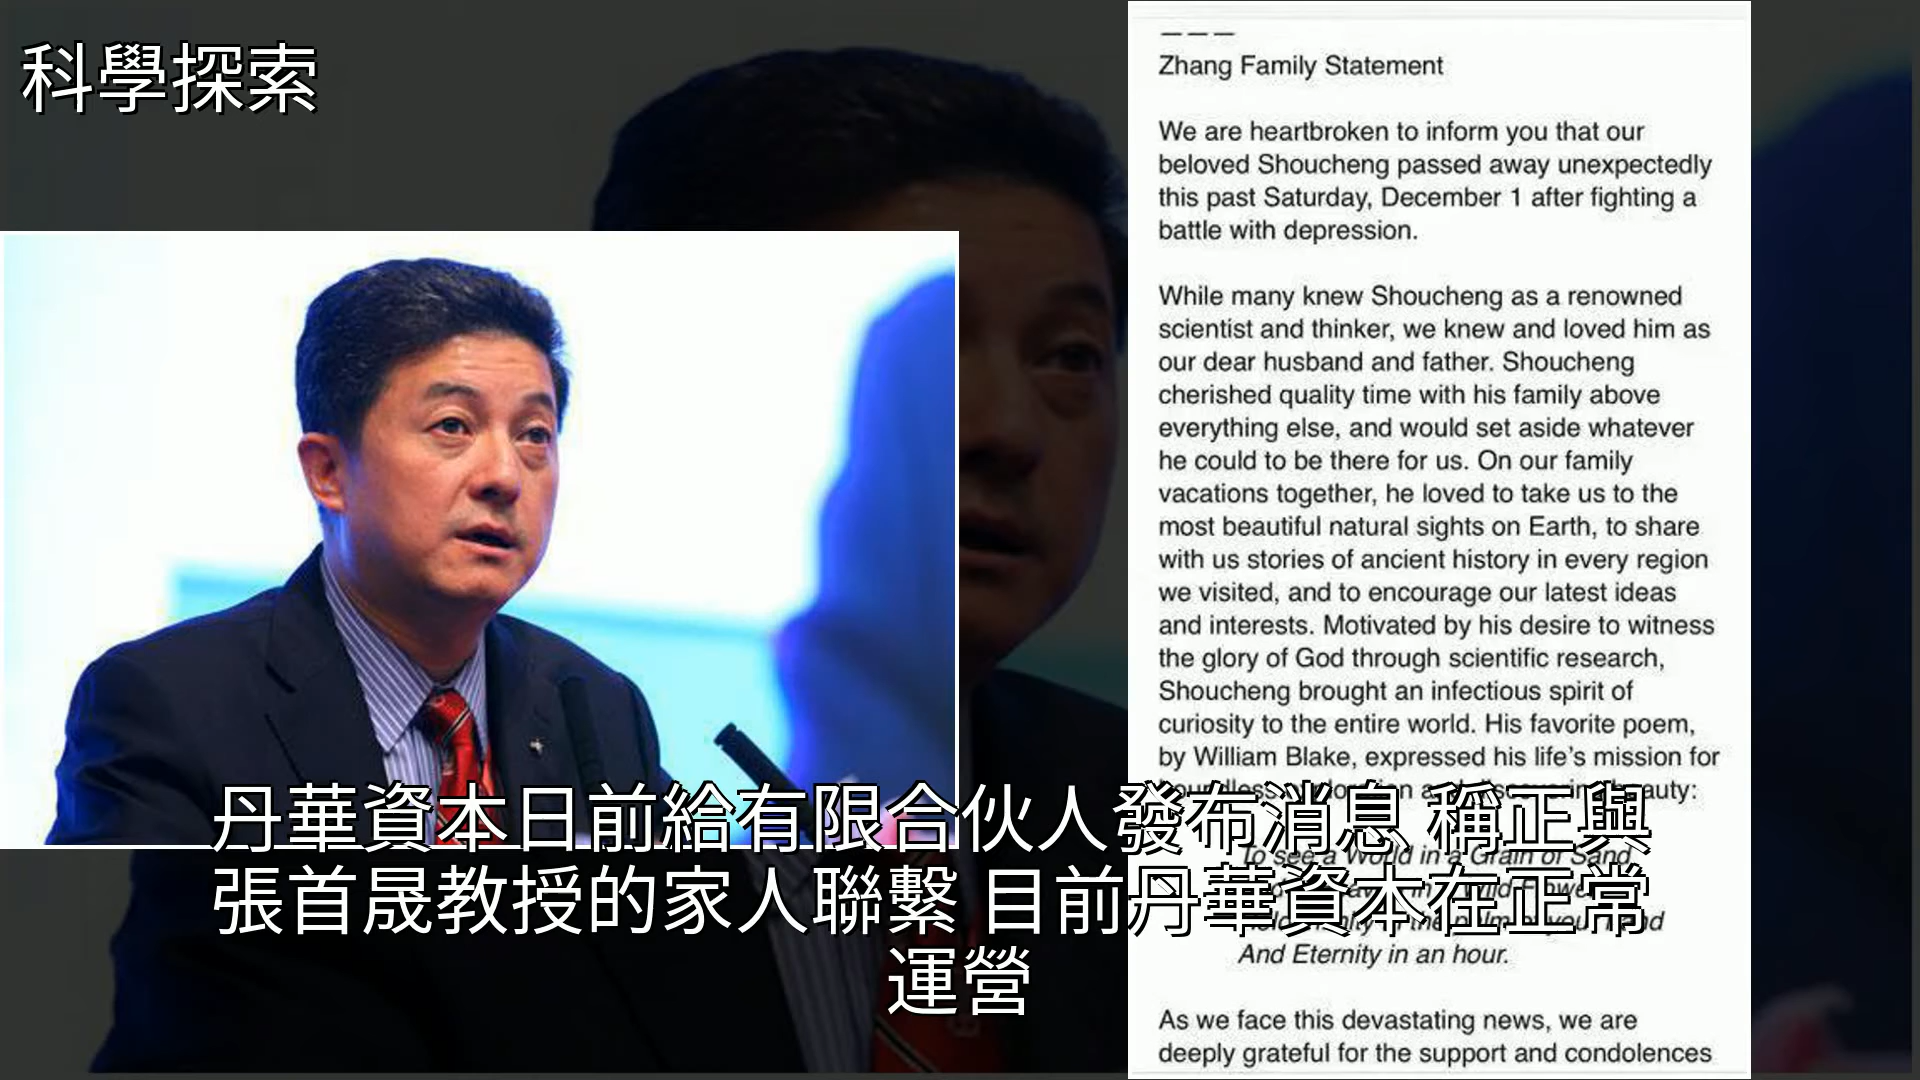 科學探索
———
Zhang Family Statement
We are heartbroken to inform you that our
beloved Shoucheng passed away unexpectedly
this past Saturday, December 1 after fighting a
battle with depression.
While many knew Shoucheng as a renowned
scientist and thinker, we knew and loved him as
our dear husband and father. Shoucheng
cherished quality time with his family above
everything else, and would set aside whatever
he could to be there for us. On our family
vacations together, he loved to take us to the
most beautiful natural sights on Earth, to share
with us stories of ancient history in every region
we visited, and to encourage our latest ideas
and interests. Motivated by his desire to witness
the glory of God through scientific research,
Shoucheng brought an infectious spirit of
curiosity to the entire world. His favorite poem,
by William Blake, expressed his life's mission for
To see a World in a Grain of Sand
And Eternity in an hour.
As we face this devastating news, we are
deeply grateful for the support and condolences
丹華資本日前給有限合伙人發布消息 稱正與
張首晟教授的家人聯繫 目前丹華資本在正常
運營